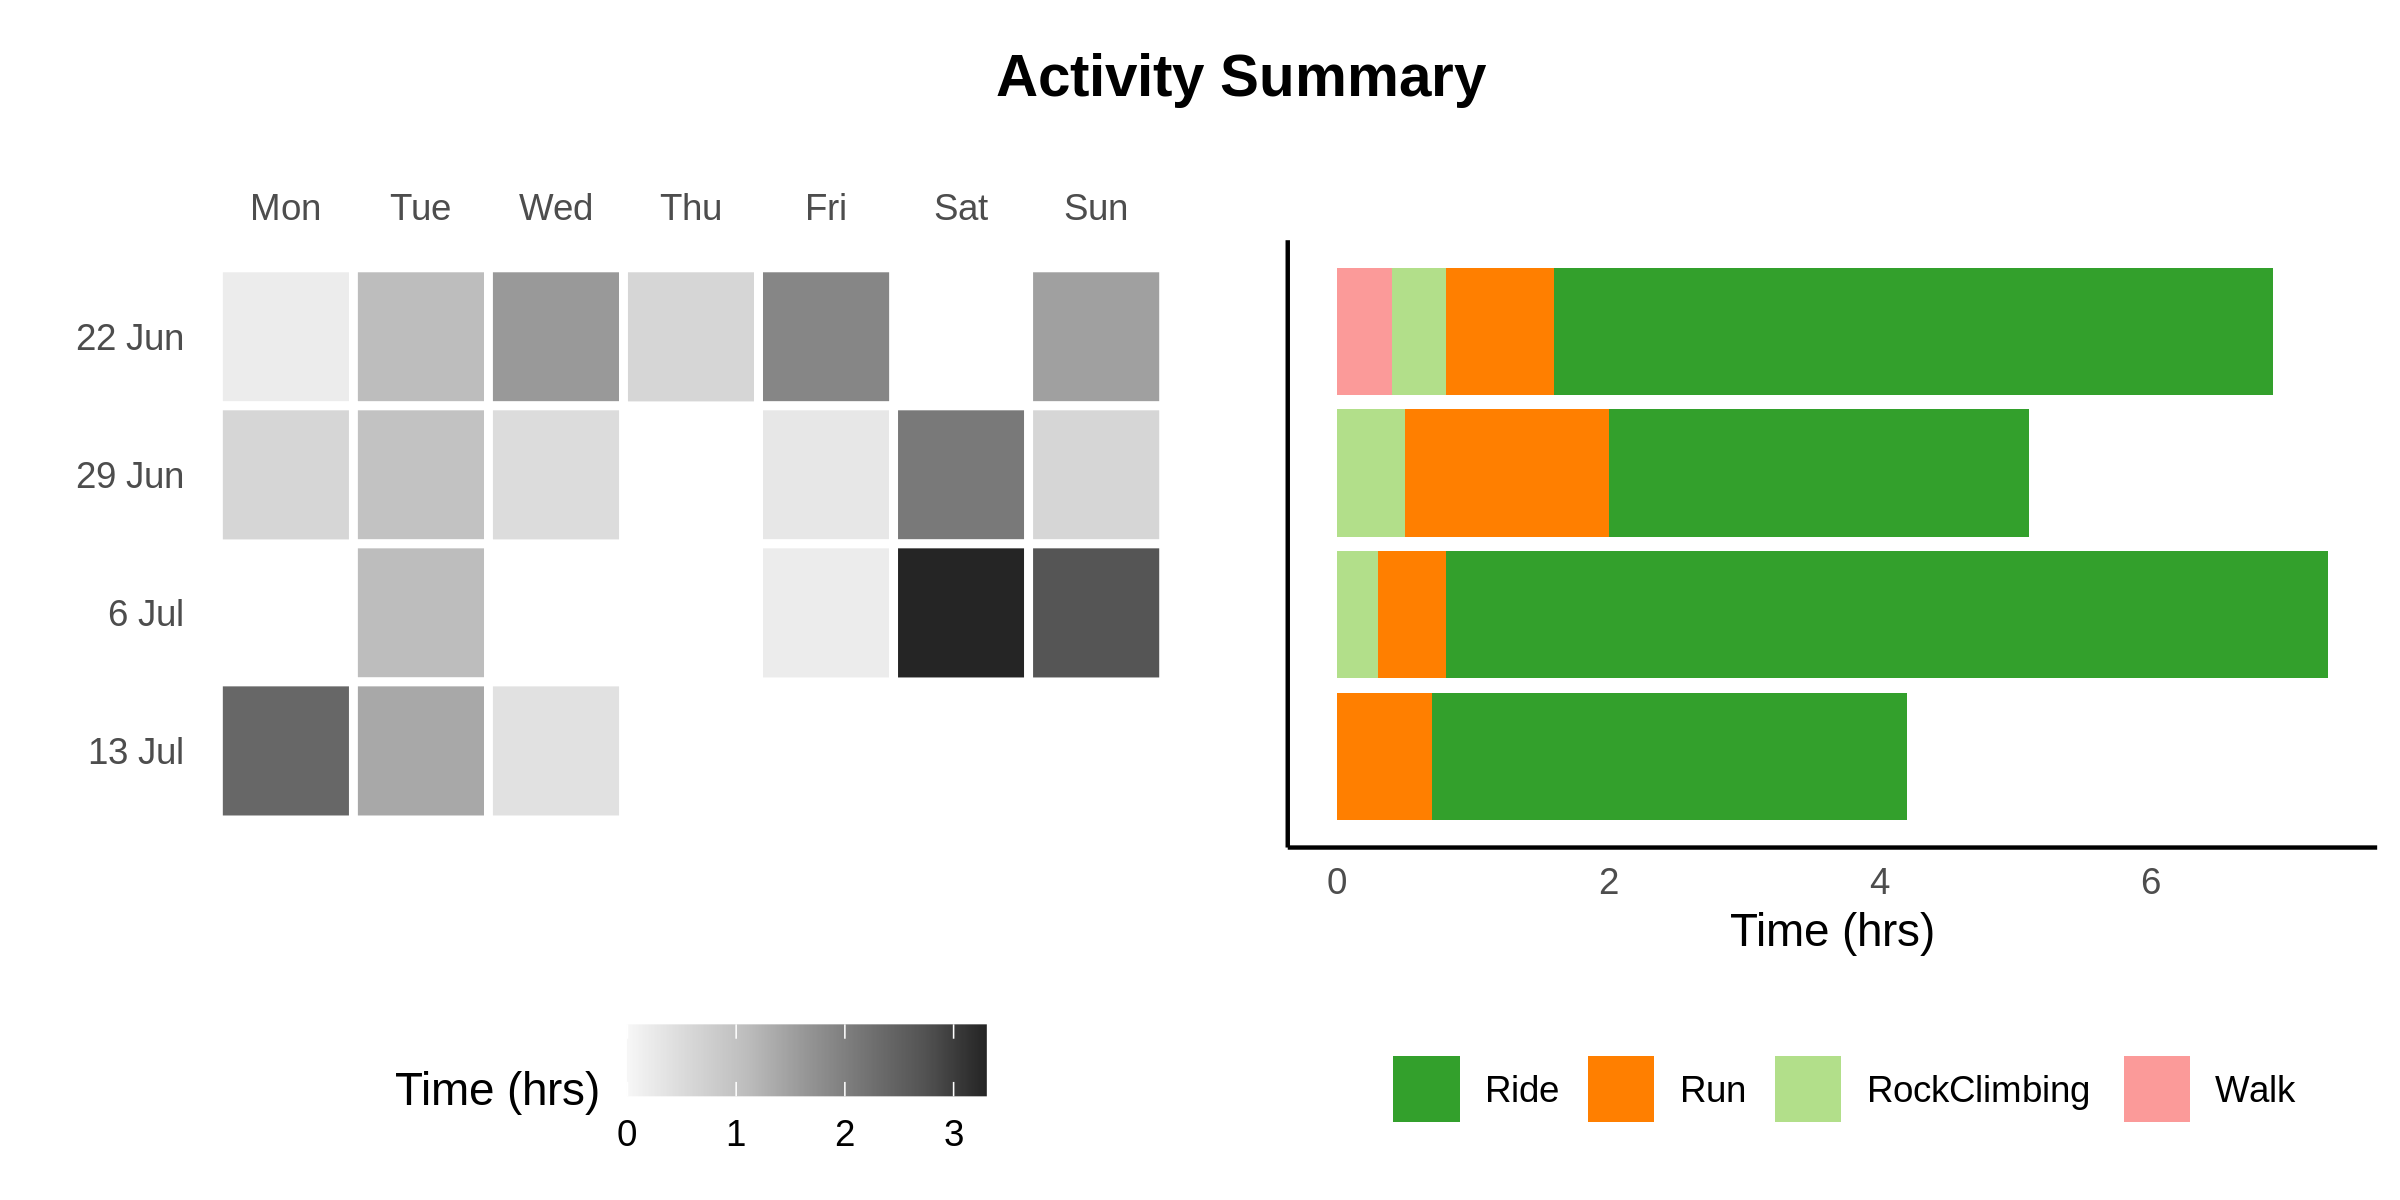 Activity Summary
Mon Tue Wed Thu Fri Sat Sun
22 Jun
29 Jun
6 Jul
13 Jul
0 2 4 6
Time (hrs)
Time (hrs)
0 1 2 3
Ride Run RockClimbing Walk